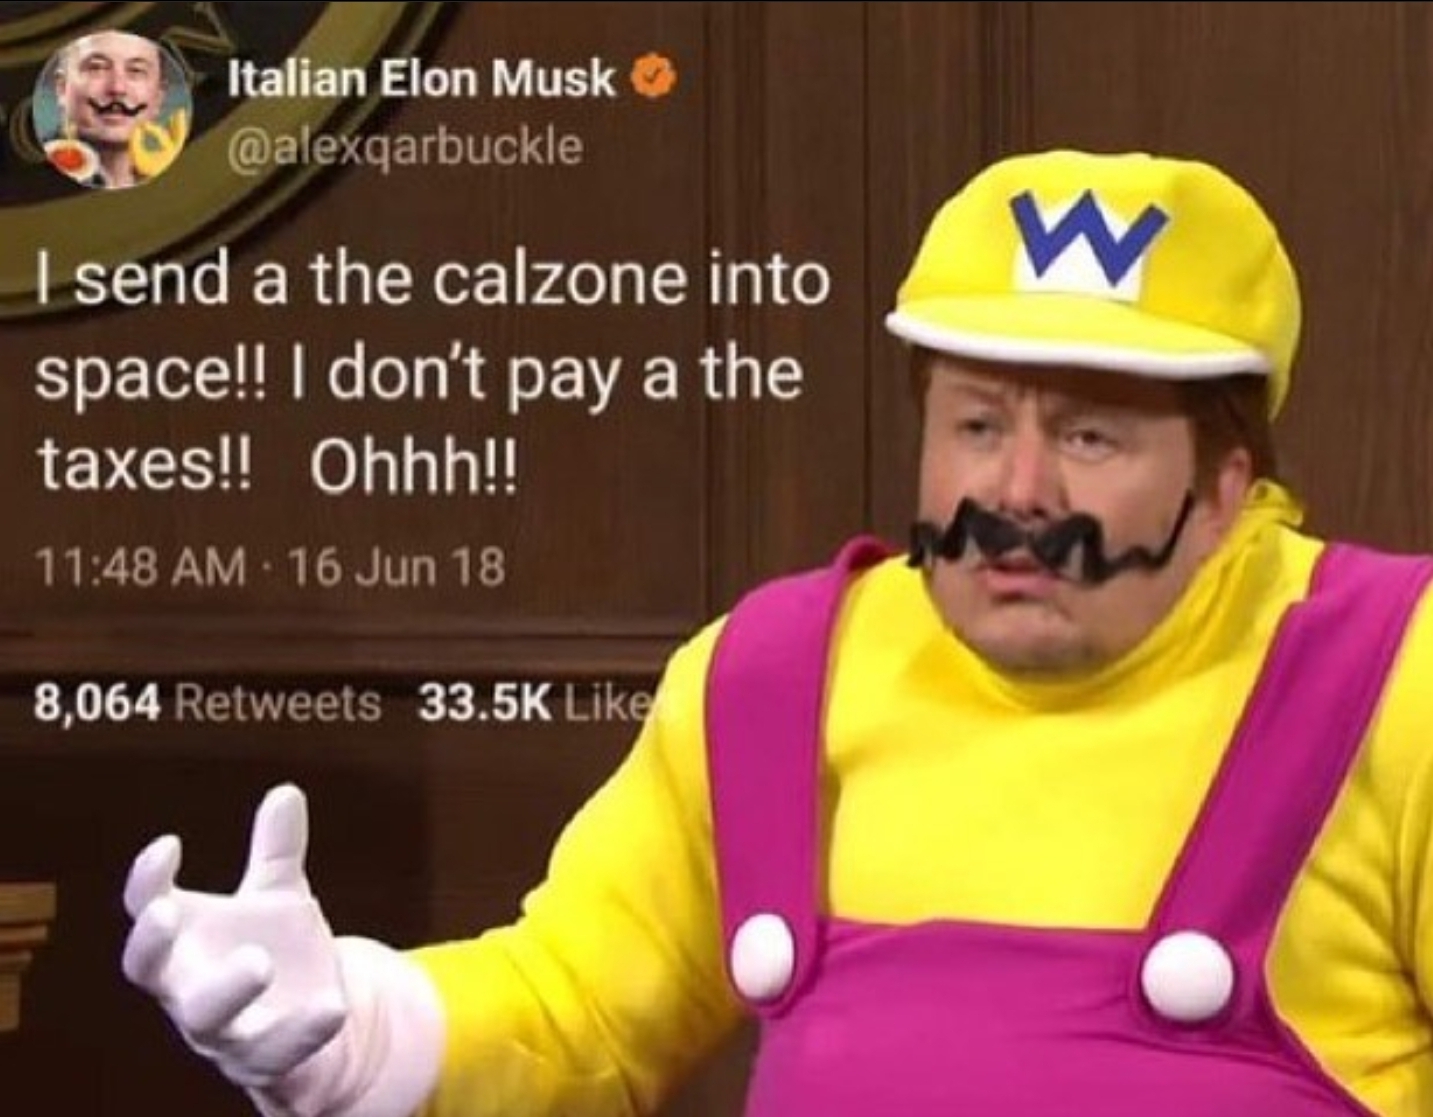 Italian Elon Musk
@alexqarbuckle
I send a the calzone into
space!! I don't pay a the
taxes!! Ohhh!!
11:48 AM · 16 Jun 18
8,064 Retweets 33.5K Like
W